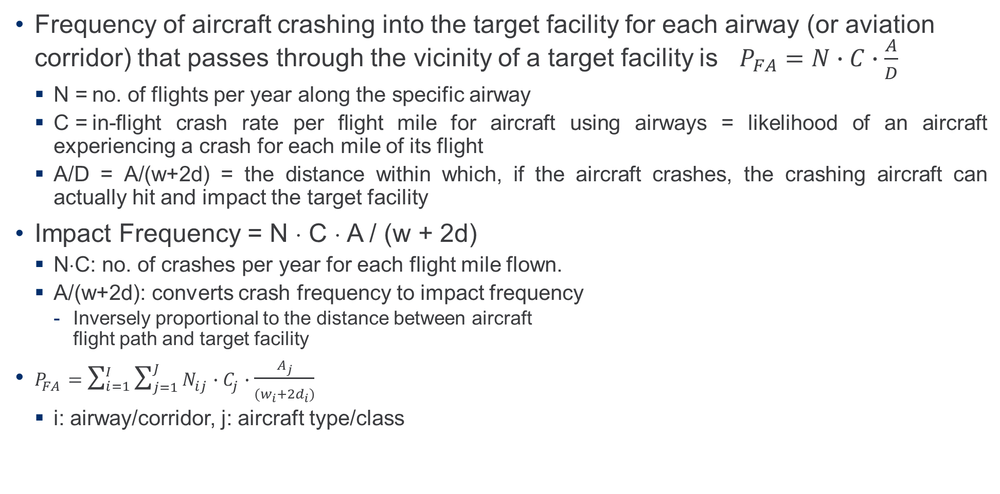 • Frequency of aircraft crashing into the target facility for each airway (or aviation
corridor) that passes through the vicinity of a target facility is P_{FA} = N · C · \frac{A}{D}
▪ N = no. of flights per year along the specific airway
▪ C = in-flight crash rate per flight mile for aircraft using airways = likelihood of an aircraft
experiencing a crash for each mile of its flight
▪ A/D = A/(w+2d) = the distance within which, if the aircraft crashes, the crashing aircraft can
actually hit and impact the target facility
• Impact Frequency = N · C · A / (w + 2d)
▪ N·C: no. of crashes per year for each flight mile flown.
▪ A/(w+2d): converts crash frequency to impact frequency
- Inversely proportional to the distance between aircraft
flight path and target facility
• P_{FA} = \sum_{i=1}^{I} \sum_{j=1}^{J} N_{ij} · C_j · \frac{A_j}{(w_i+2d_i)}
▪ i: airway/corridor, j: aircraft type/class